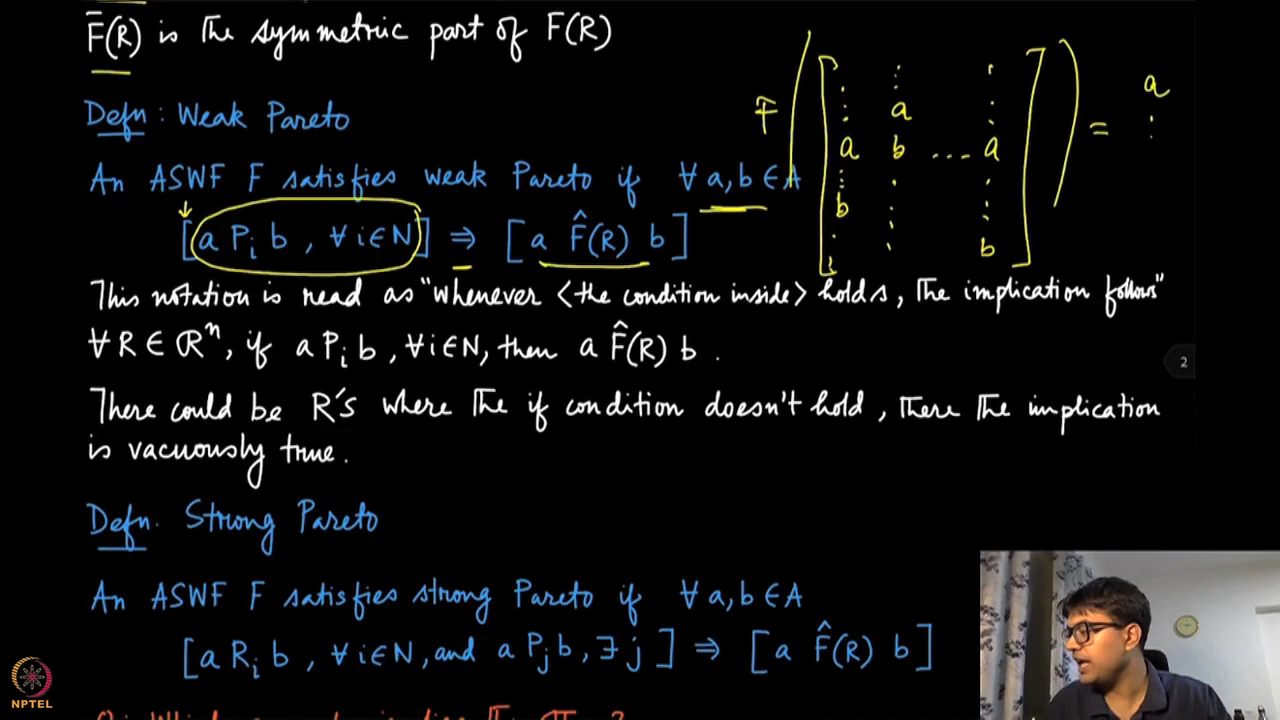 F̄(R) is the symmetric part of F(R)
Defn: Weak Pareto
An ASWF F satisfies weak Pareto if ∀ a,b ∈ A
[a Pᵢ b, ∀ i∈N] ⇒ [a F̂(R) b]
F̂ ( [ a b a b … a b ] ) = a
This notation is read as "whenever <the condition inside> holds, the implication follows"
∀ R ∈ ℛⁿ, if a Pᵢ b, ∀ i∈N, then a F̂(R) b.
There could be R's where the if condition doesn't hold, there the implication
is vacuously true.
2
Defn. Strong Pareto
An ASWF F satisfies strong Pareto if ∀ a,b ∈ A
[a Rᵢ b, ∀ i∈N, and a Pⱼ b, ∃ j] ⇒ [a F̂(R) b]
NPTEL